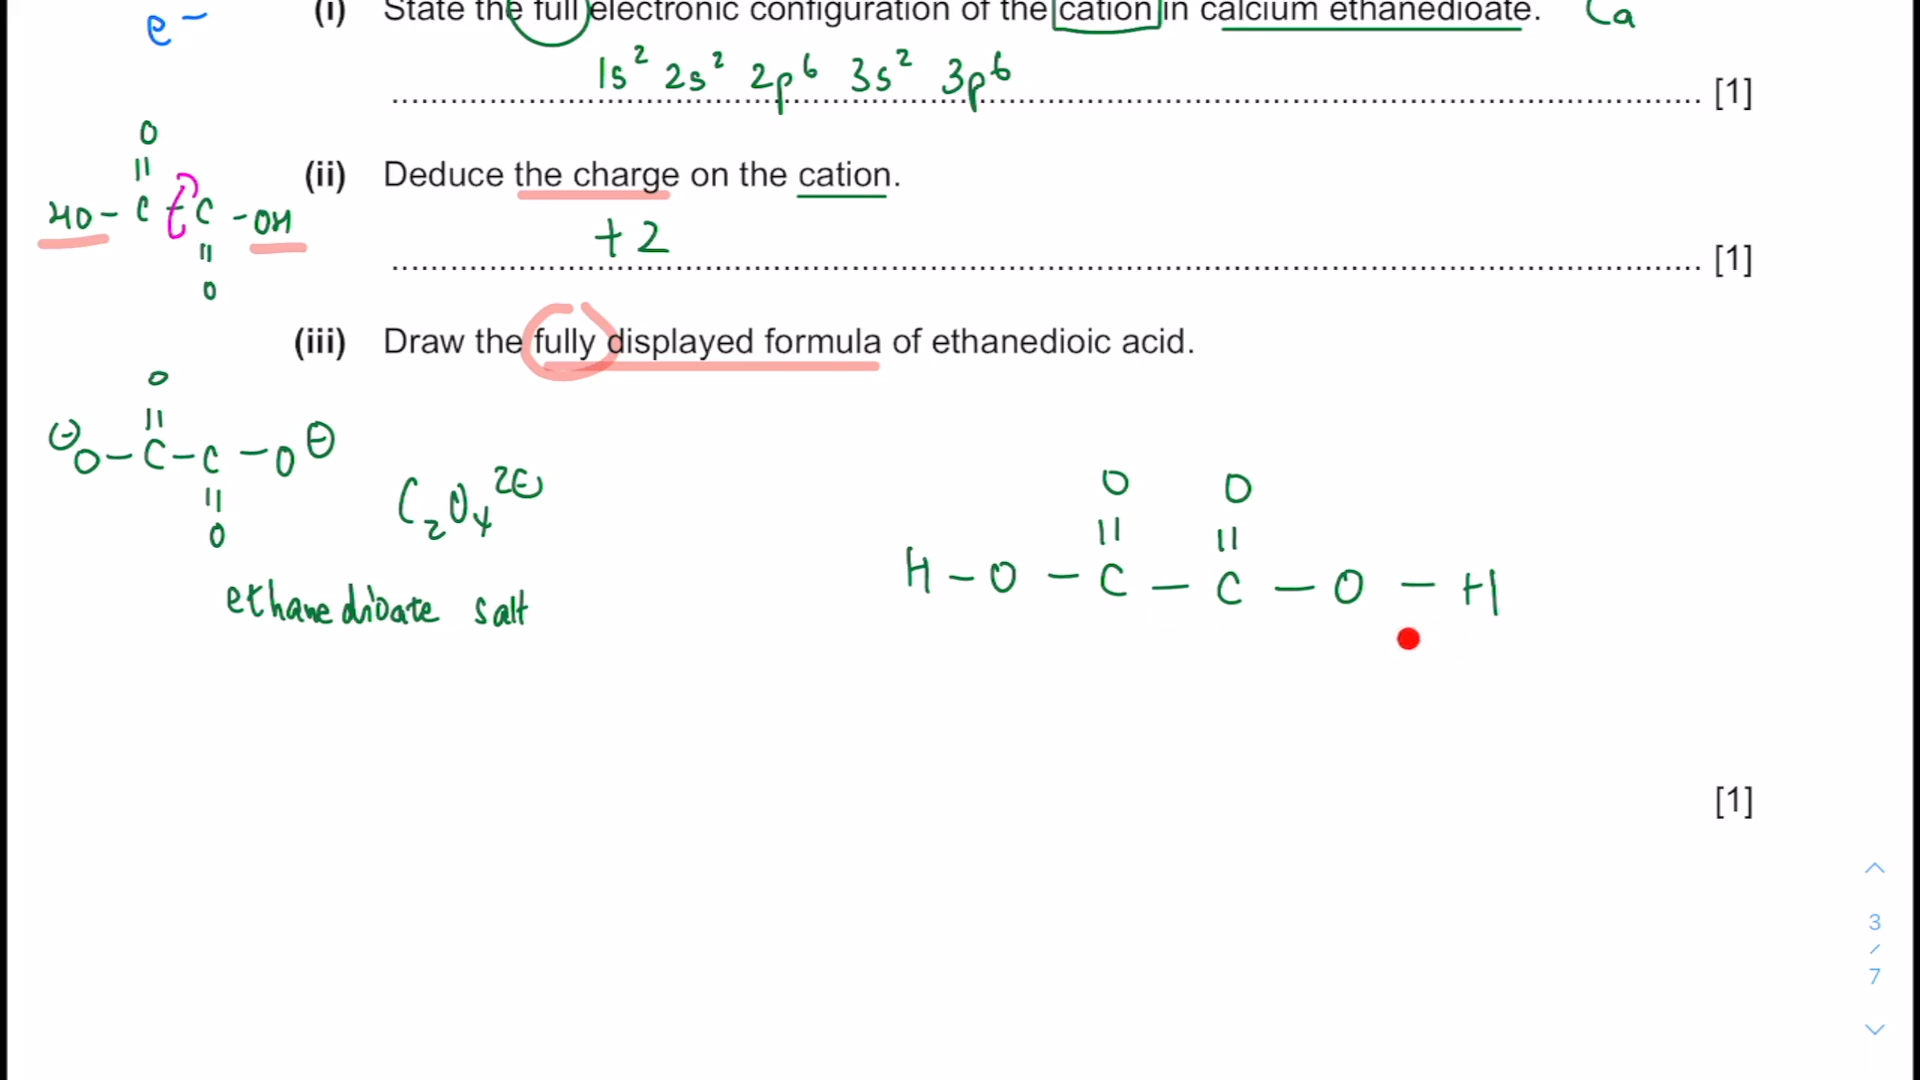 (i) State the full electronic configuration of the cation in calcium ethanedioate. Ca
e⁻
1s² 2s² 2p⁶ 3s² 3p⁶
[1]
O
||
HO - C - C - OH
||
O
(ii) Deduce the charge on the cation.
+2
[1]
(iii) Draw the fully displayed formula of ethanedioic acid.
O
||
⊖O - C - C - O⊖
||
O
C₂O₄²⊖
ethanedioate salt
O O
|| ||
H - O - C - C - O - H
[1]
3
/
7